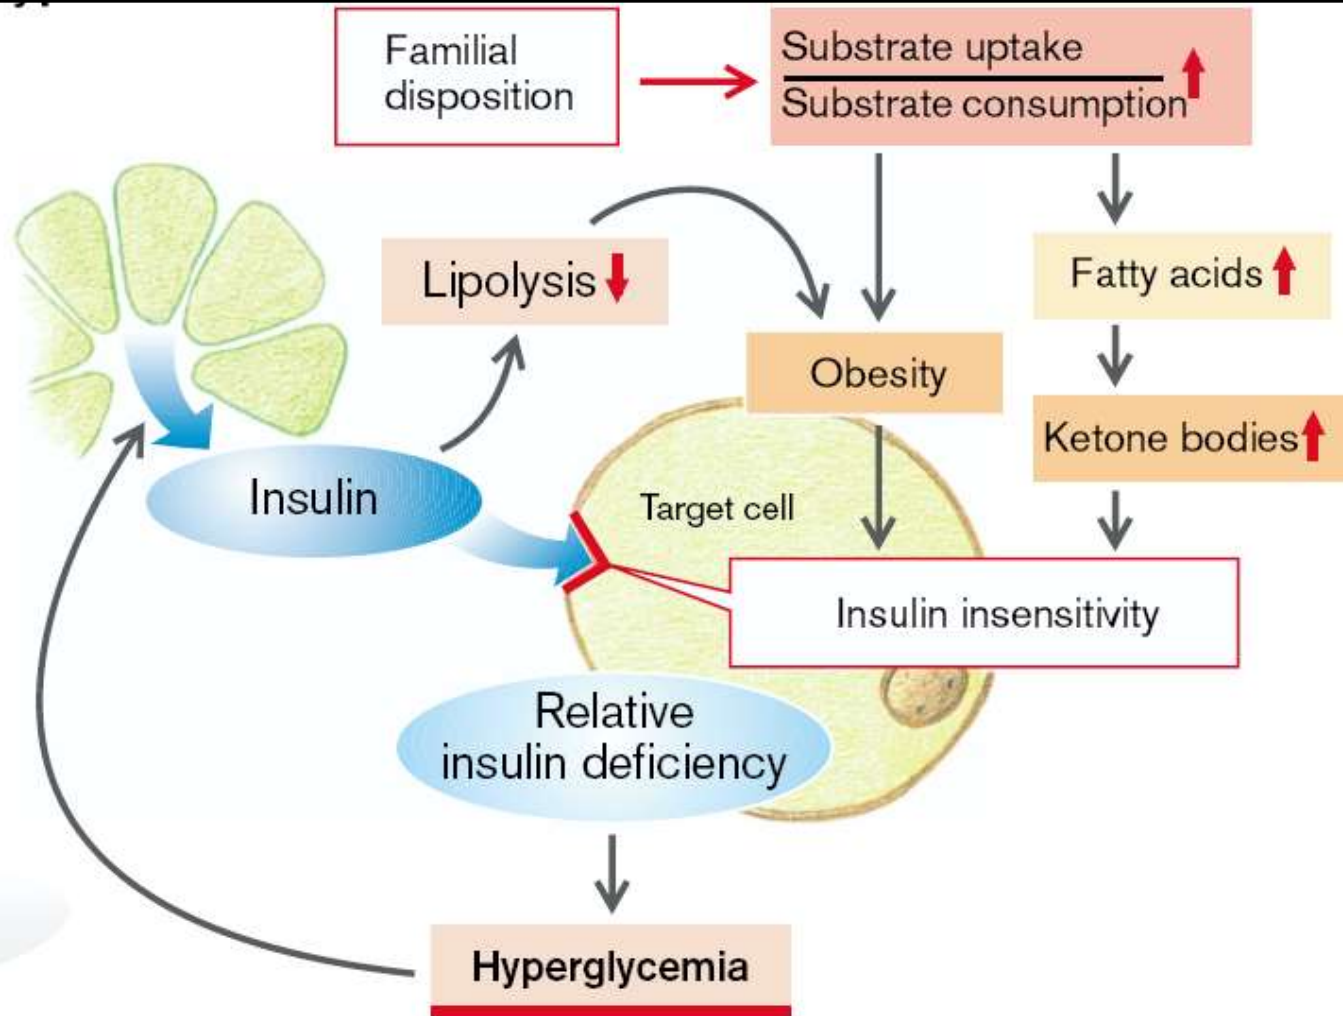 Familial
disposition
Substrate uptake
Substrate consumption
Lipolysis
Fatty acids
Obesity
Ketone bodies
Insulin
Target cell
Insulin insensitivity
Relative
insulin deficiency
Hyperglycemia